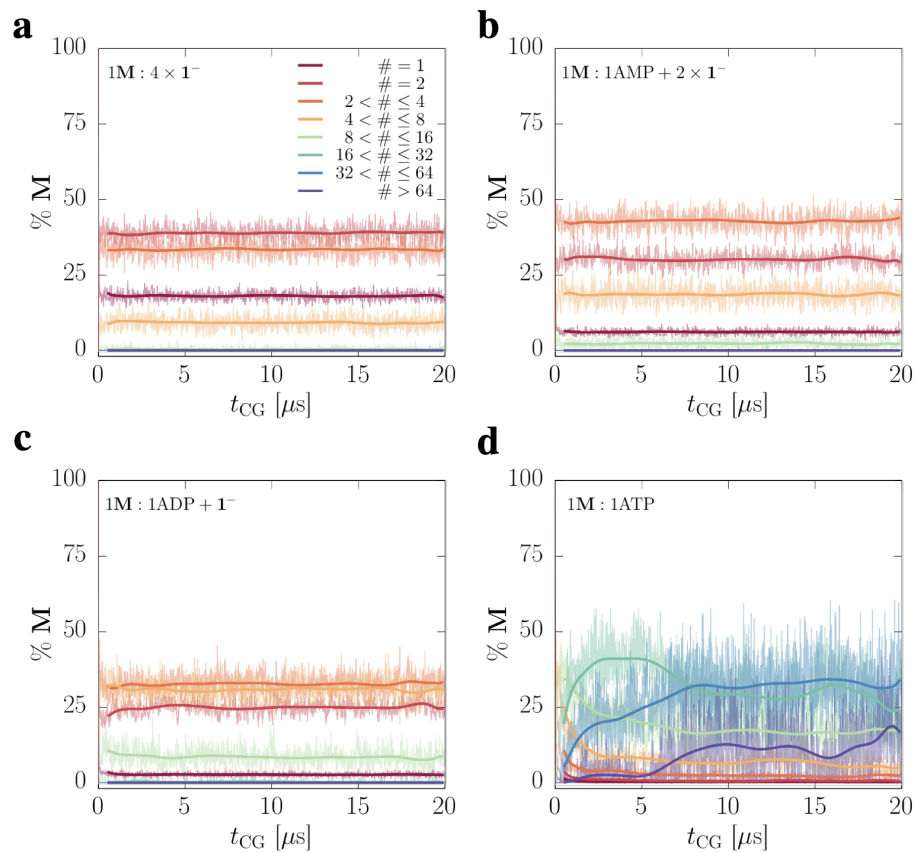 a
1M : 4 × 1⁻
# = 1
# = 2
2 < # ≤ 4
4 < # ≤ 8
8 < # ≤ 16
16 < # ≤ 32
32 < # ≤ 64
# > 64
100
75
50
25
0
% M
0 5 10 15 20
t_CG [μs]
b
1M : 1AMP + 2 × 1⁻
100
75
50
25
0
% M
0 5 10 15 20
t_CG [μs]
c
1M : 1ADP + 1⁻
100
75
50
25
0
% M
0 5 10 15 20
t_CG [μs]
d
1M : 1ATP
100
75
50
25
0
% M
0 5 10 15 20
t_CG [μs]